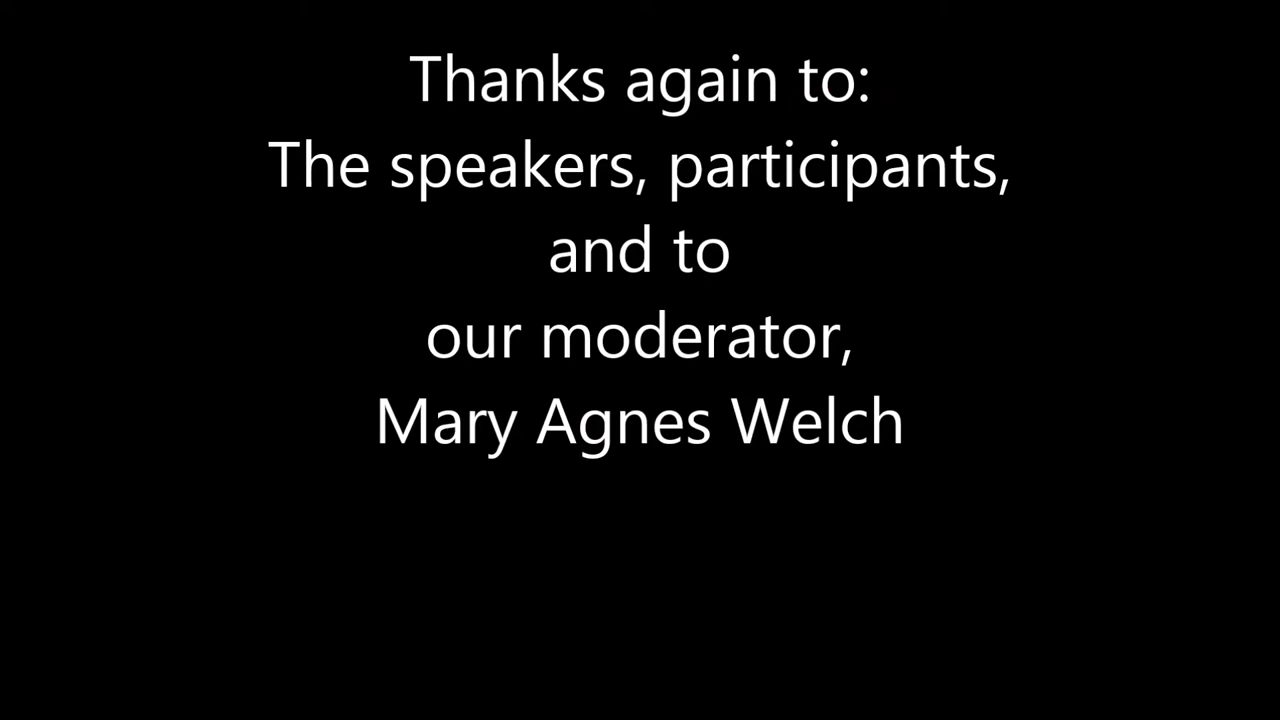 Thanks again to:
The speakers, participants,
and to
our moderator,
Mary Agnes Welch